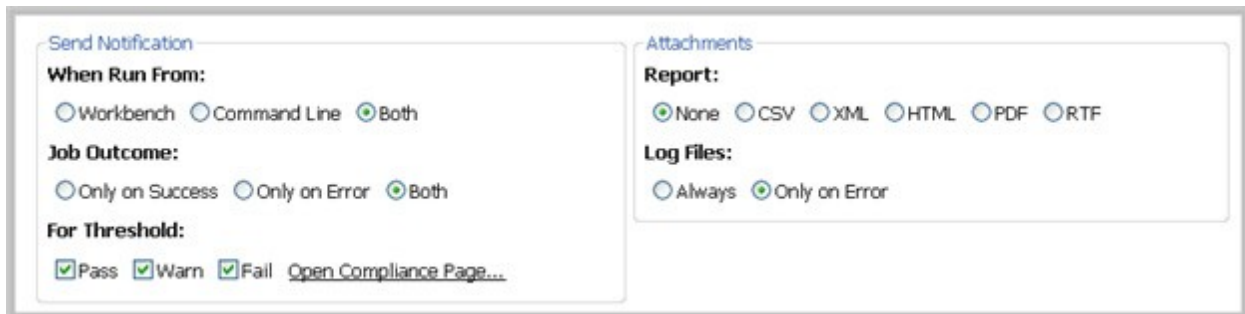 Send Notification
When Run From:
Workbench Command Line Both
Job Outcome:
Only on Success Only on Error Both
For Threshold:
Pass Warn Fail Open Compliance Page...
Attachments
Report:
None CSV XML HTML PDF RTF
Log Files:
Always Only on Error